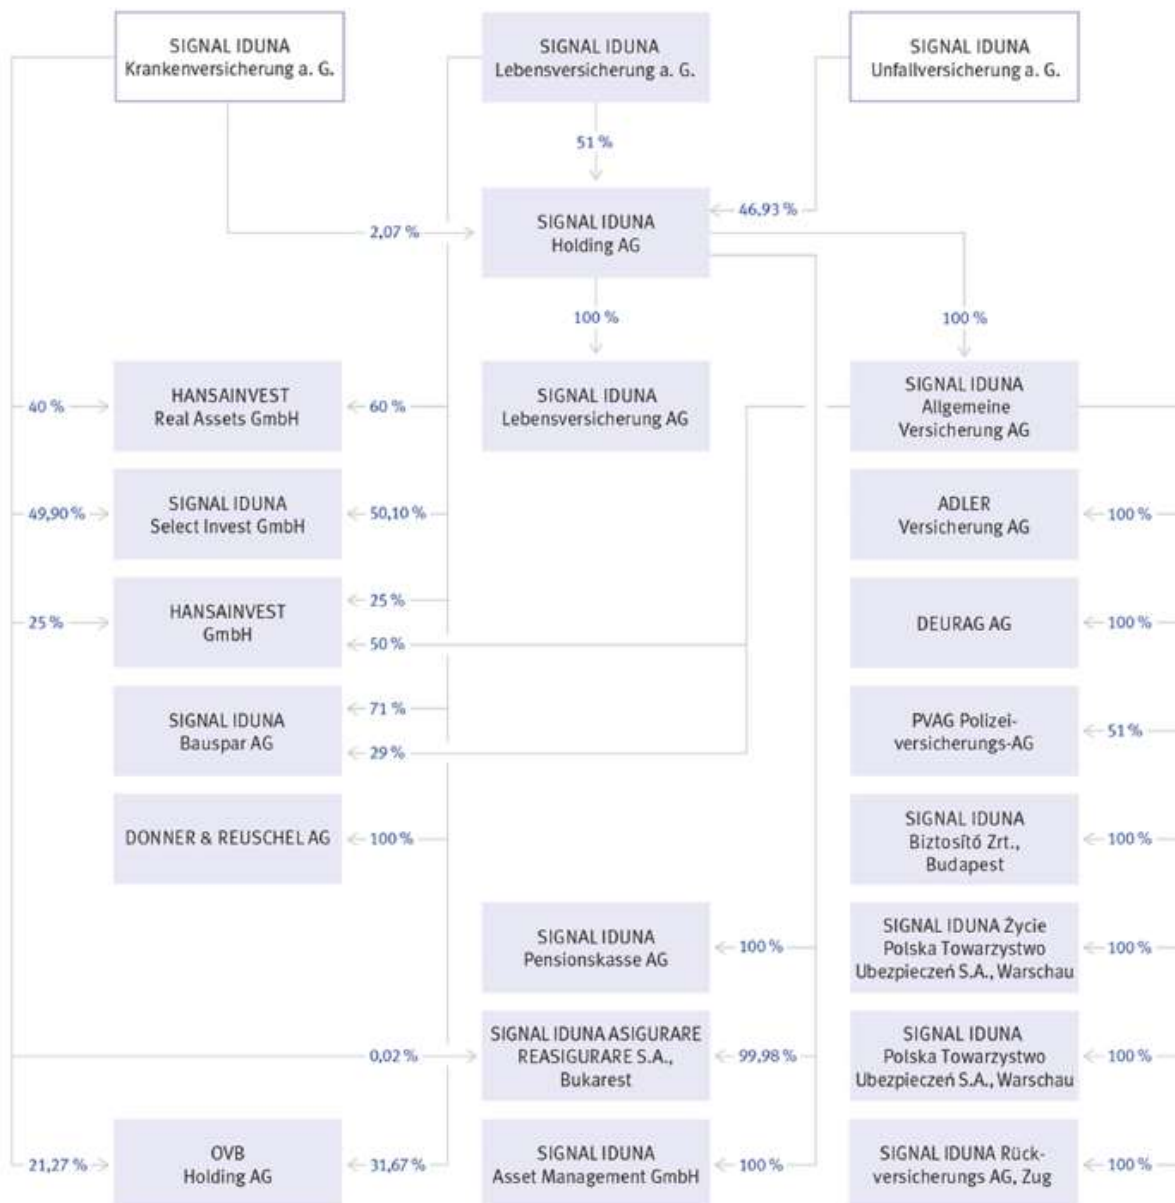 SIGNAL IDUNA
Krankenversicherung a. G.
SIGNAL IDUNA
Lebensversicherung a. G.
SIGNAL IDUNA
Unfallversicherung a. G.
51 %
2,07 %
SIGNAL IDUNA
Holding AG
46,93 %
100 %
100 %
40 %
HANSAINVEST
Real Assets GmbH
60 %
SIGNAL IDUNA
Lebensversicherung AG
SIGNAL IDUNA
Allgemeine
Versicherung AG
49,90 %
SIGNAL IDUNA
Select Invest GmbH
50,10 %
ADLER
Versicherung AG
100 %
25 %
HANSAINVEST
GmbH
25 %
50 %
DEURAG AG
100 %
SIGNAL IDUNA
Bauspar AG
71 %
29 %
PVAG Polizei-
versicherungs-AG
51 %
DONNER & REUSCHEL AG
100 %
SIGNAL IDUNA
Biztosító Zrt.,
Budapest
100 %
SIGNAL IDUNA
Pensionskasse AG
100 %
SIGNAL IDUNA Życie
Polska Towarzystwo
Ubezpieczeń S.A., Warschau
100 %
0,02 %
SIGNAL IDUNA ASIGURARE
REASIGURARE S.A.,
Bukarest
99,98 %
SIGNAL IDUNA
Polska Towarzystwo
Ubezpieczeń S.A., Warschau
100 %
21,27 %
OVB
Holding AG
31,67 %
SIGNAL IDUNA
Asset Management GmbH
100 %
SIGNAL IDUNA Rück-
versicherungs AG, Zug
100 %